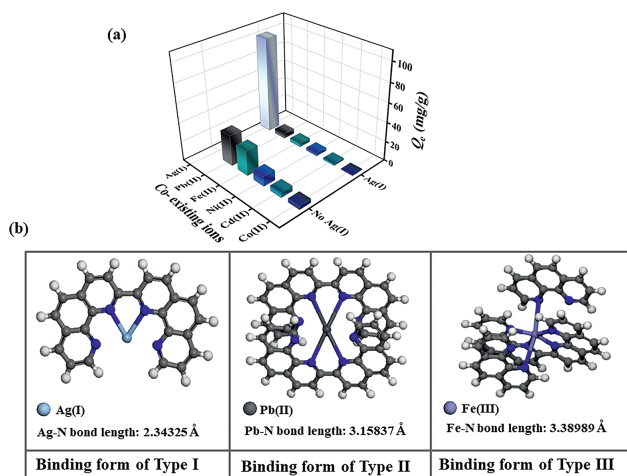 (a)
100
80
60
40
20
0
Qe (mg/g)
Ag(I)
Pb(II)
Fe(II)
Ni(II)
Cd(II)
Co(II)
Co-existing ions
No Ag(I)
Ag(I)
(b)
Ag(I)
Ag-N bond length: 2.34325 Å
Pb(II)
Pb-N bond length: 3.15837 Å
Fe(III)
Fe-N bond length: 3.38989 Å
Binding form of Type I
Binding form of Type II
Binding form of Type III